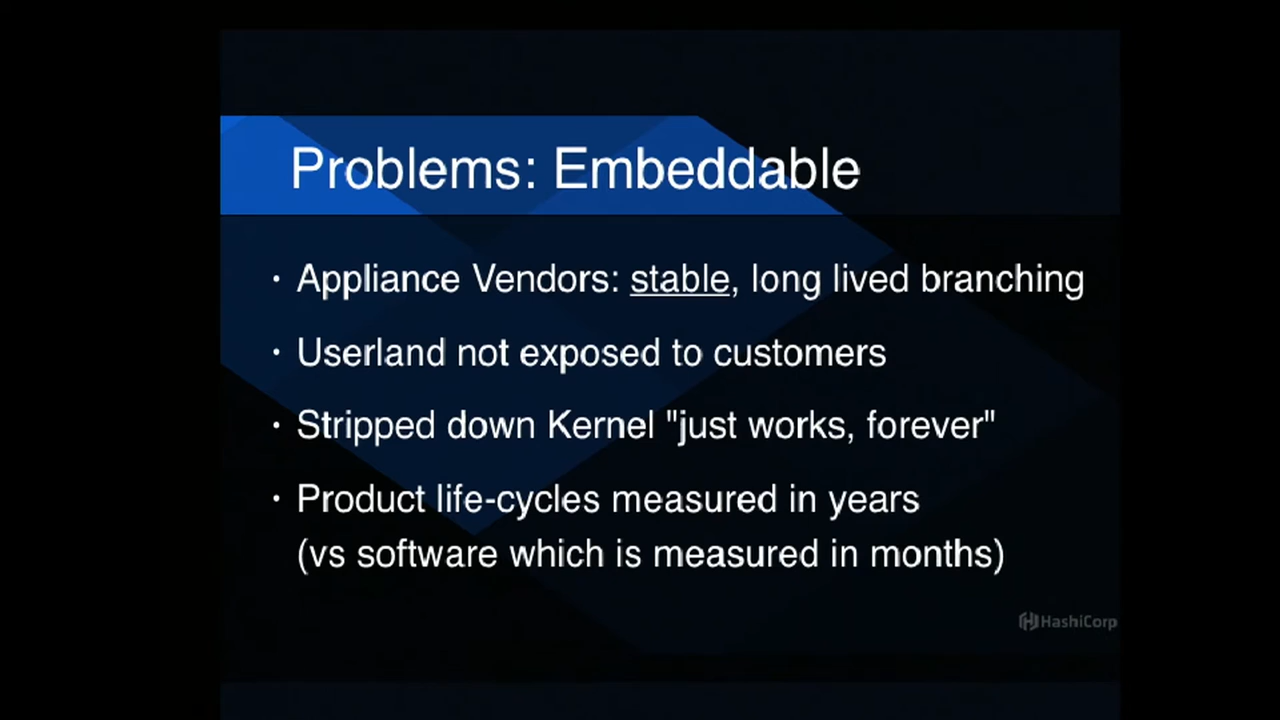 Problems: Embeddable
· Appliance Vendors: stable, long lived branching
· Userland not exposed to customers
· Stripped down Kernel "just works, forever"
· Product life-cycles measured in years
(vs software which is measured in months)
HashiCorp